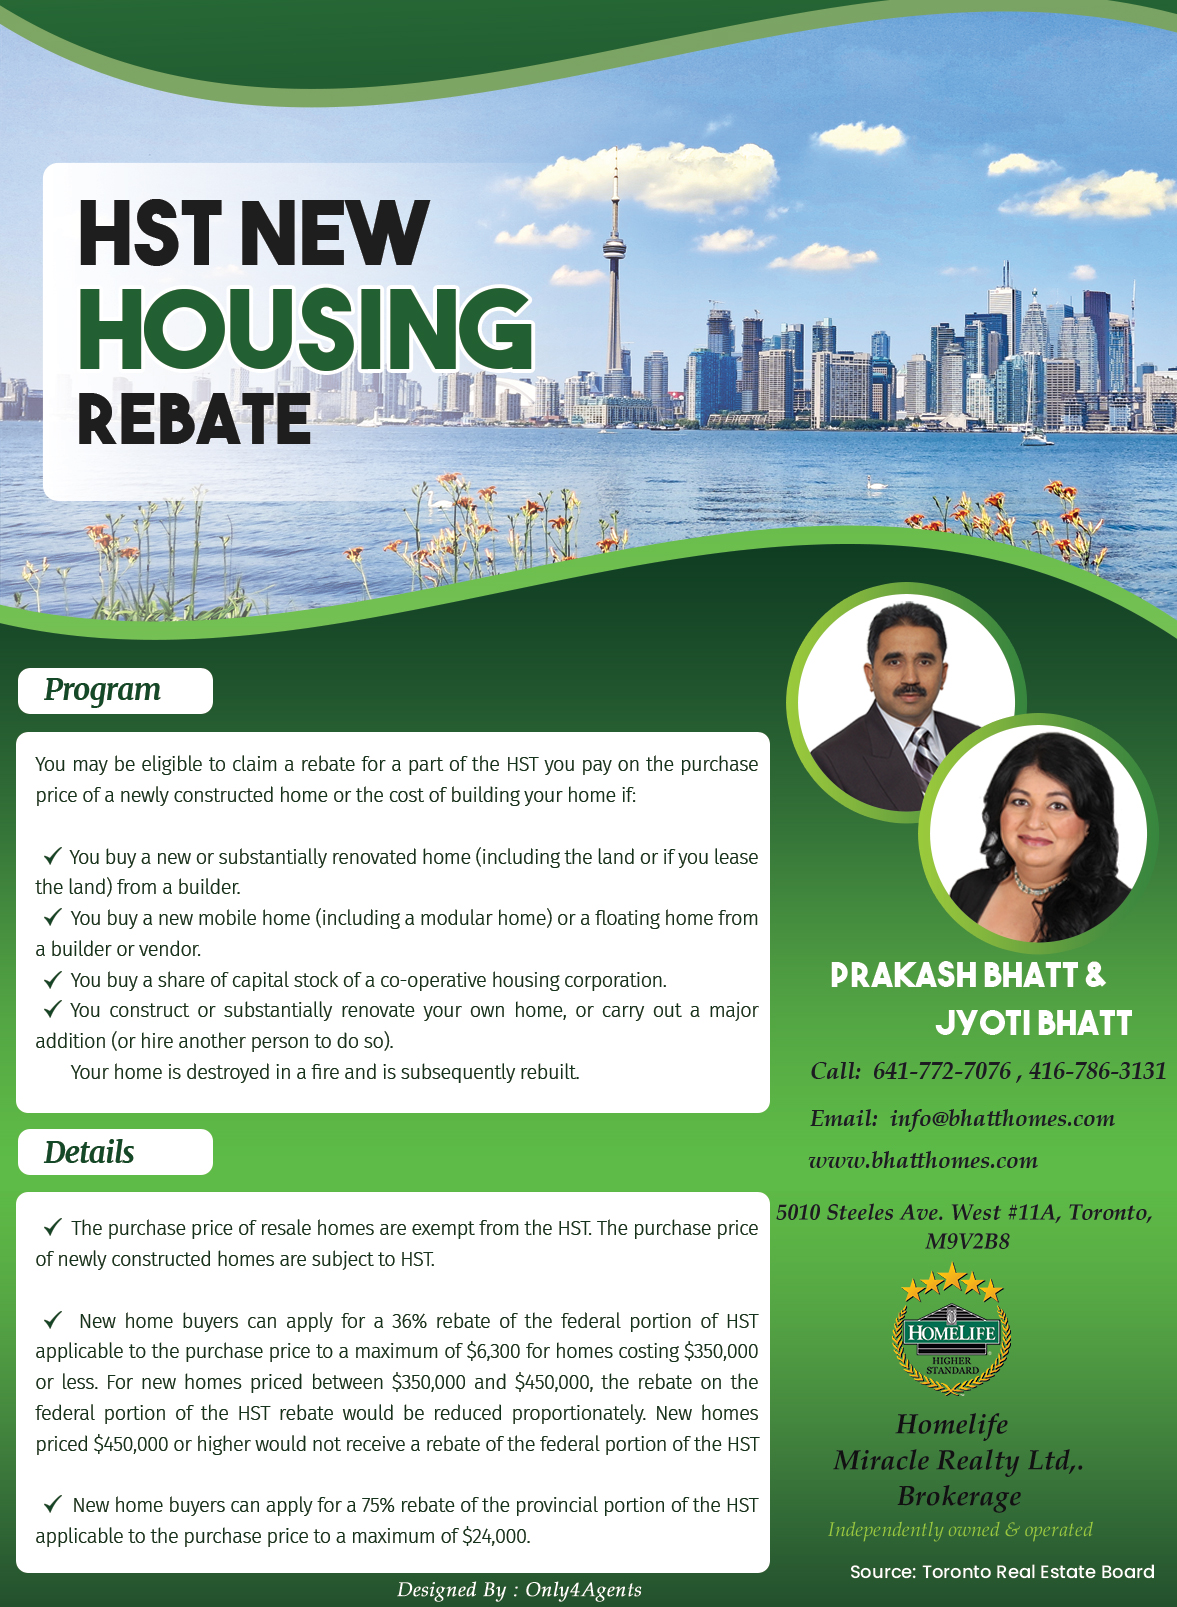 HST NEW
HOUSING
REBATE
Program
You may be eligible to claim a rebate for a part of the HST you pay on the purchase
price of a newly constructed home or the cost of building your home if:
✓ You buy a new or substantially renovated home (including the land or if you lease
the land) from a builder.
✓ You buy a new mobile home (including a modular home) or a floating home from
a builder or vendor.
✓ You buy a share of capital stock of a co-operative housing corporation.
✓ You construct or substantially renovate your own home, or carry out a major
addition (or hire another person to do so).
Your home is destroyed in a fire and is subsequently rebuilt.
Details
✓ The purchase price of resale homes are exempt from the HST. The purchase price
of newly constructed homes are subject to HST.
✓ New home buyers can apply for a 36% rebate of the federal portion of HST
applicable to the purchase price to a maximum of $6,300 for homes costing $350,000
or less. For new homes priced between $350,000 and $450,000, the rebate on the
federal portion of the HST rebate would be reduced proportionately. New homes
priced $450,000 or higher would not receive a rebate of the federal portion of the HST
✓ New home buyers can apply for a 75% rebate of the provincial portion of the HST
applicable to the purchase price to a maximum of $24,000.
PRAKASH BHATT &
JYOTI BHATT
Call: 641-772-7076 , 416-786-3131
Email: info@bhatthomes.com
www.bhatthomes.com
5010 Steeles Ave. West #11A, Toronto,
M9V2B8
HOMELIFE
HIGHER
STANDARD
Homelife
Miracle Realty Ltd,.
Brokerage
Independently owned & operated
Source: Toronto Real Estate Board
Designed By : Only4Agents